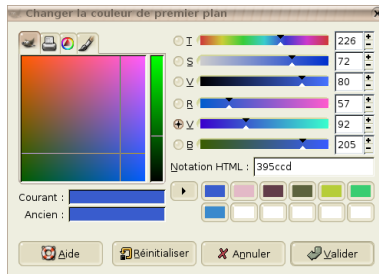 Changer la couleur de premier plan
T 226
S 72
V 80
R 57
V 92
B 205
Notation HTML : 395ccd
Courant :
Ancien :
Aide Réinitialiser Annuler Valider